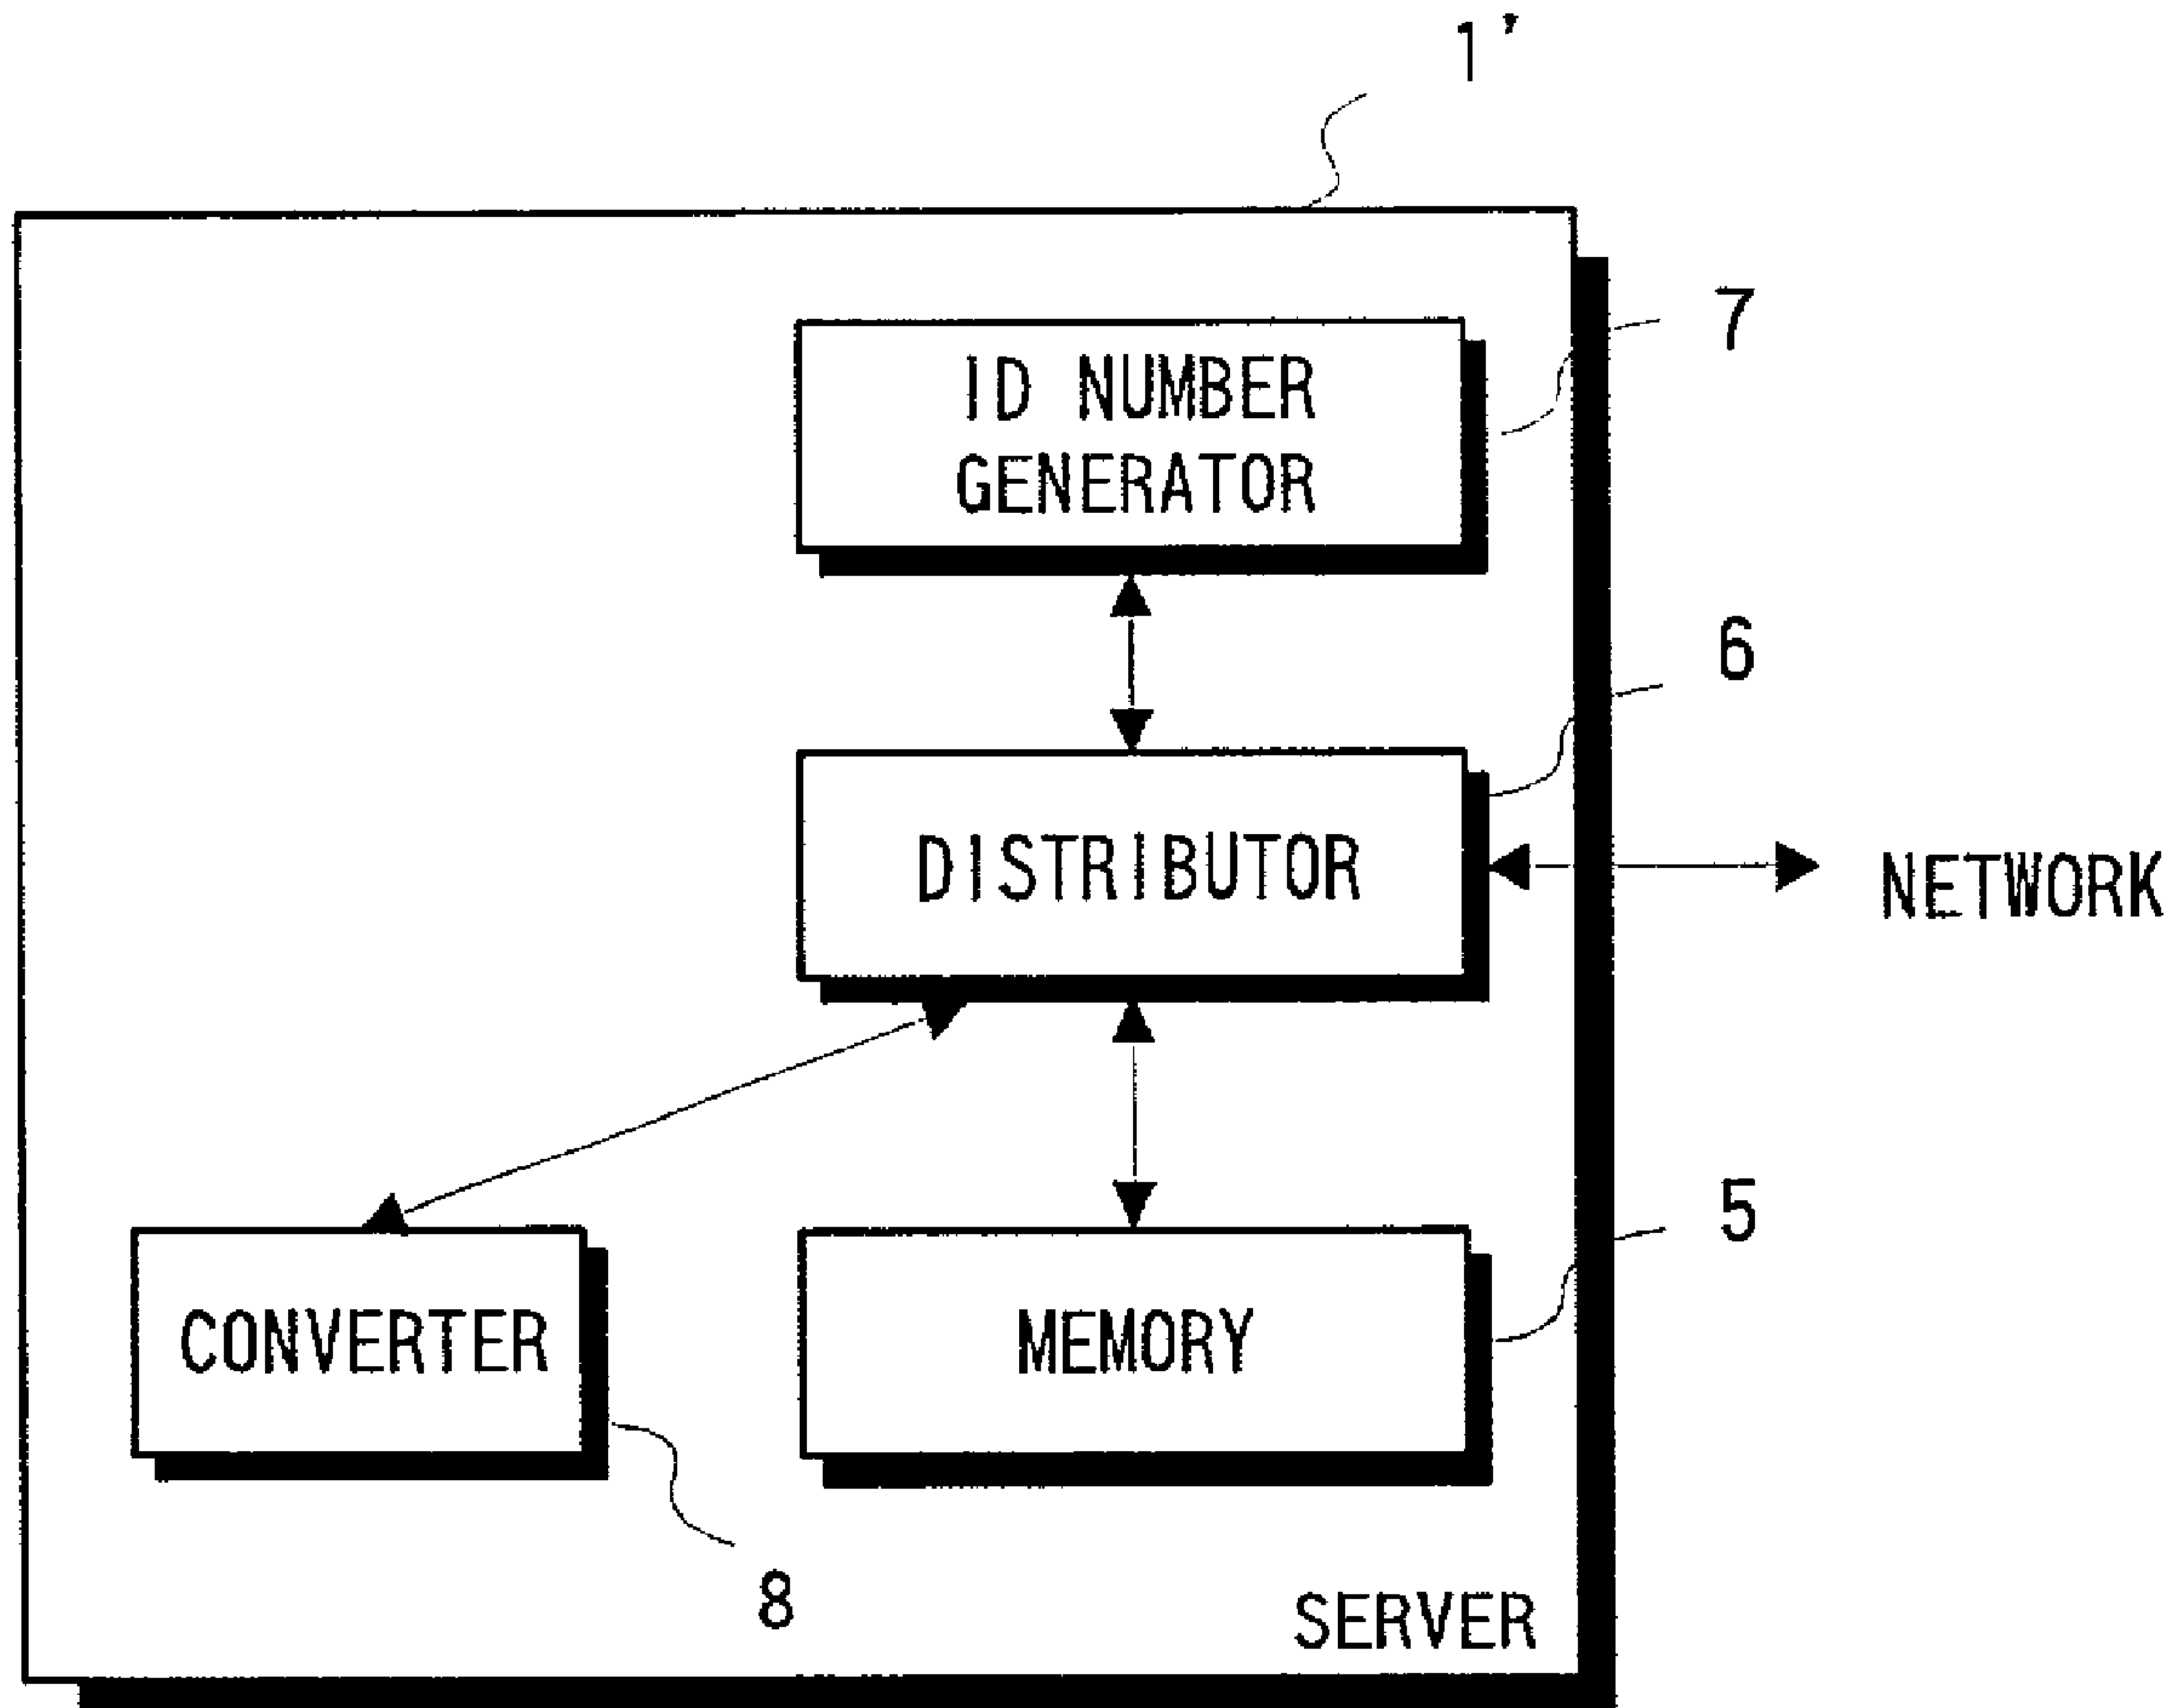 1'
7
ID NUMBER
GENERATOR
6
DISTRIBUTOR
NETWORK
5
CONVERTER
MEMORY
8
SERVER